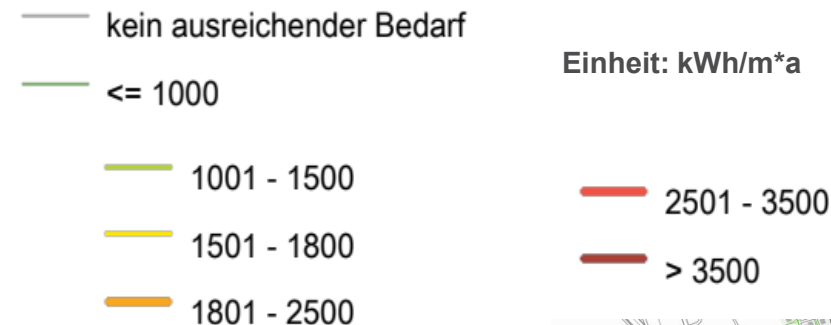 kein ausreichender Bedarf
<= 1000
1001 - 1500
1501 - 1800
1801 - 2500
Einheit: kWh/m*a
2501 - 3500
> 3500